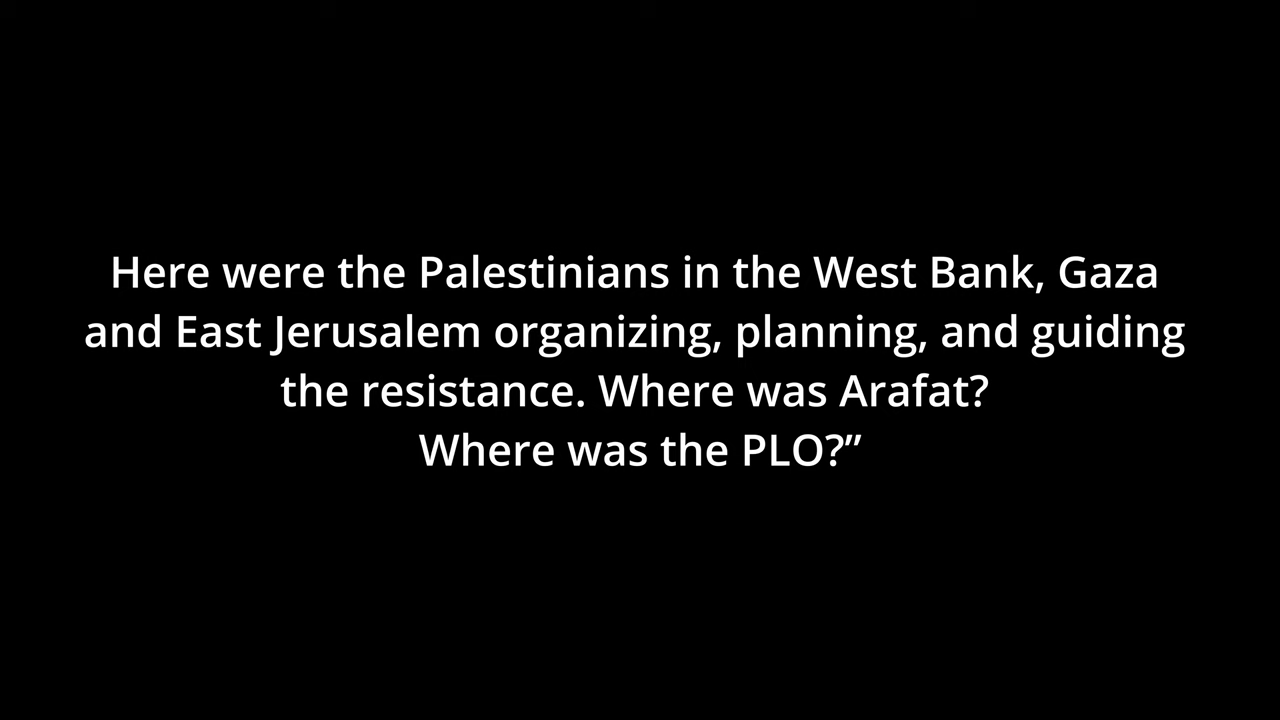 Here were the Palestinians in the West Bank, Gaza
and East Jerusalem organizing, planning, and guiding
the resistance. Where was Arafat?
Where was the PLO?”